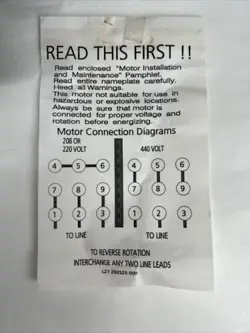 READ THIS FIRST !!
Read enclosed "Motor Installation
and Maintenance" Pamphlet.
Read entire nameplate carefully.
Heed all Warnings.
This motor not suitable for use in
hazardous or explosive locations.
Always be sure that motor is
connected for proper voltage and
rotation before energizing.
Motor Connection Diagrams
208 OR
220 VOLT
440 VOLT
4 5 6 4 5 6
7 8 9 7 8 9
1 2 3 1 2 3
TO LINE TO LINE
TO REVERSE ROTATION
INTERCHANGE ANY TWO LINE LEADS